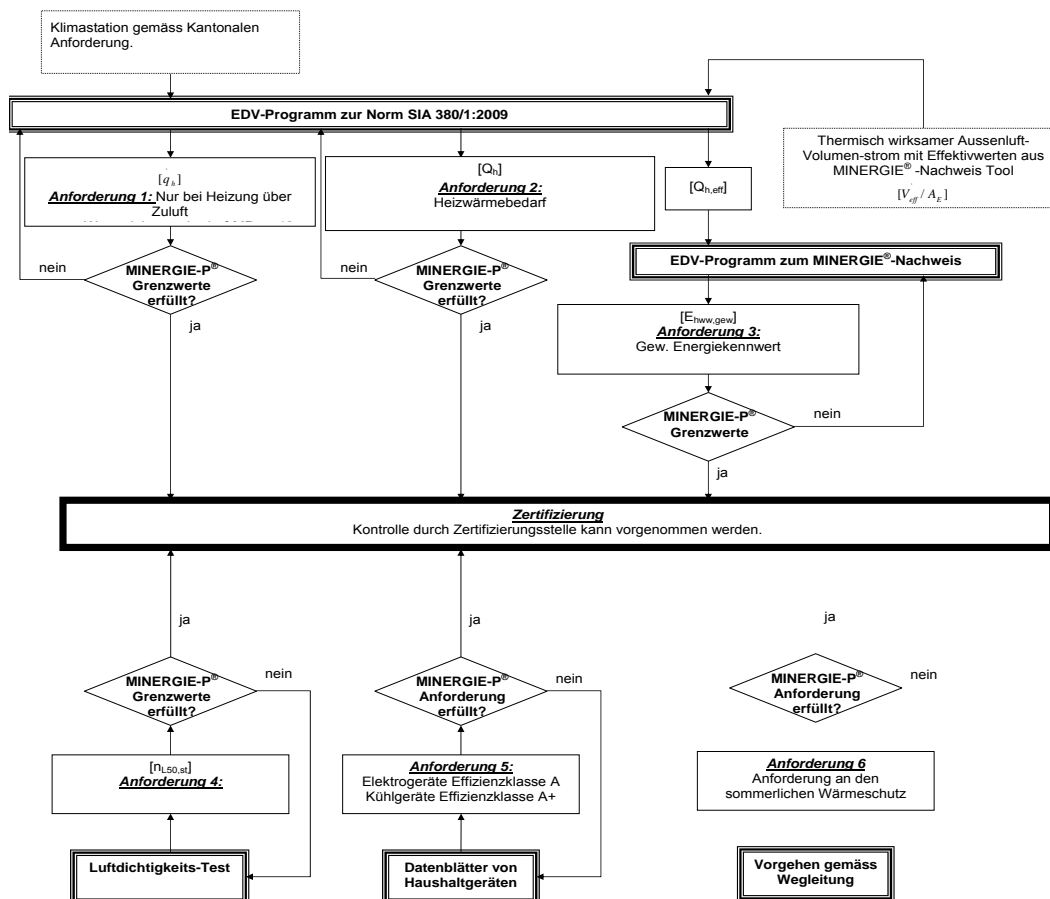 Klimastation gemäss Kantonalen
Anforderung.
EDV-Programm zur Norm SIA 380/1:2009
Thermisch wirksamer Aussenluft-
Volumen-strom mit Effektivwerten aus
MINERGIE® -Nachweis Tool
[V̇eff / AE]
[q̇h]
Anforderung 1: Nur bei Heizung über
Zuluft
[Qh]
Anforderung 2:
Heizwärmebedarf
[Qh,eff]
EDV-Programm zum MINERGIE®-Nachweis
nein
MINERGIE-P®
Grenzwerte
erfüllt?
ja
nein
MINERGIE-P®
Grenzwerte
erfüllt?
ja
[Ehww,gew]
Anforderung 3:
Gew. Energiekennwert
MINERGIE-P®
Grenzwerte
nein
ja
Zertifizierung
Kontrolle durch Zertifizierungsstelle kann vorgenommen werden.
ja
MINERGIE-P®
Grenzwerte
erfüllt?
nein
[nL50,st]
Anforderung 4:
Luftdichtigkeits-Test
ja
MINERGIE-P®
Anforderung
erfüllt?
nein
Anforderung 5:
Elektrogeräte Effizienzklasse A
Kühlgeräte Effizienzklasse A+
Datenblätter von
Haushaltgeräten
ja
MINERGIE-P®
Anforderung
erfüllt?
nein
Anforderung 6
Anforderung an den
sommerlichen Wärmeschutz
Vorgehen gemäss
Wegleitung